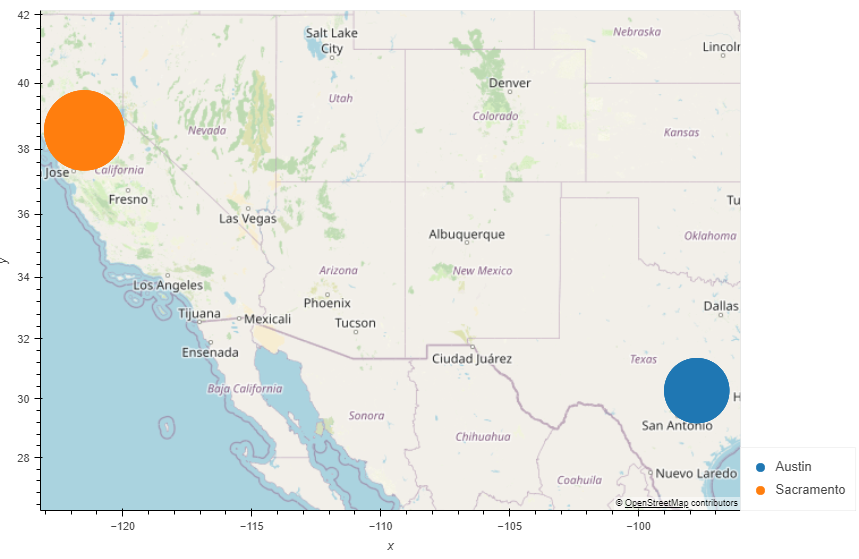 42
Salt Lake
City
Nebraska
Lincoln
40
Denver
Utah
Colorado
Nevada
Kansas
38
Jose
California
Fresno
36
Las Vegas
Tu
Albuquerque
Oklahoma
34
Arizona
New Mexico
Los Angeles
Phoenix
Dallas
Tijuana
Mexicali
Tucson
32
Ensenada
Ciudad Juárez
Texas
Baja California
30
H
Sonora
San Antonio
Chihuahua
28
Coahuila
Nuevo Laredo
© OpenStreetMap contributors
Austin
Sacramento
−120
−115
−110
−105
−100
x
y